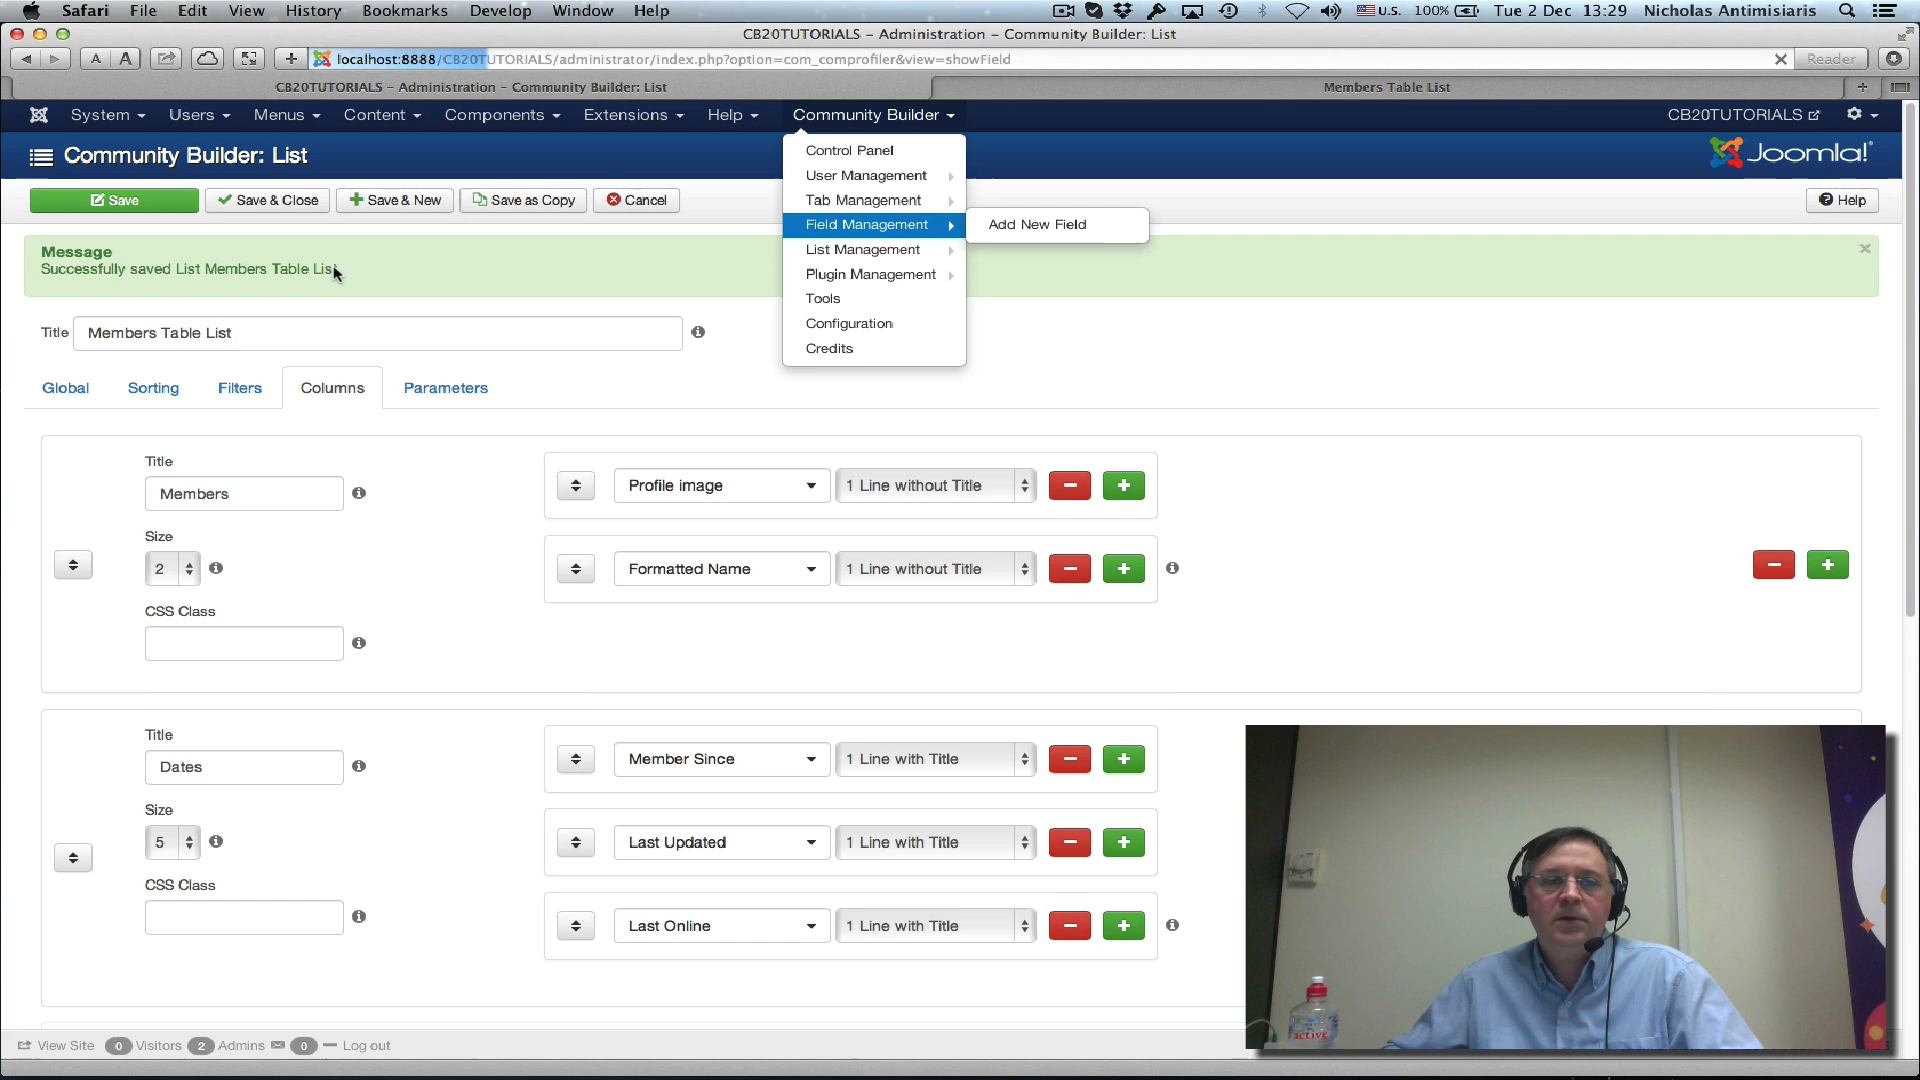 Safari File Edit View History Bookmarks Develop Window Help U.S. 100% Tue 2 Dec 13:29 Nicholas Antimisiaris
CB20TUTORIALS – Administration – Community Builder: List
A A + localhost:8888/CB20TUTORIALS/administrator/index.php?option=com_comprofiler&view=showField Reader
CB20TUTORIALS – Administration – Community Builder: List Members Table List +
System Users Menus Content Components Extensions Help Community Builder CB20TUTORIALS
Community Builder: List Joomla!
Save Save & Close Save & New Save as Copy Cancel Help
Control Panel
User Management
Tab Management
Field Management Add New Field
List Management
Plugin Management
Tools
Configuration
Credits
Message
Successfully saved List Members Table List
Title Members Table List
Global Sorting Filters Columns Parameters
Title
Members
Profile image 1 Line without Title
Size
2
Formatted Name 1 Line without Title
CSS Class
Title
Dates
Member Since 1 Line with Title
Size
5
Last Updated 1 Line with Title
CSS Class
Last Online 1 Line with Title
active
View Site 0 Visitors 2 Admins 0 Log out